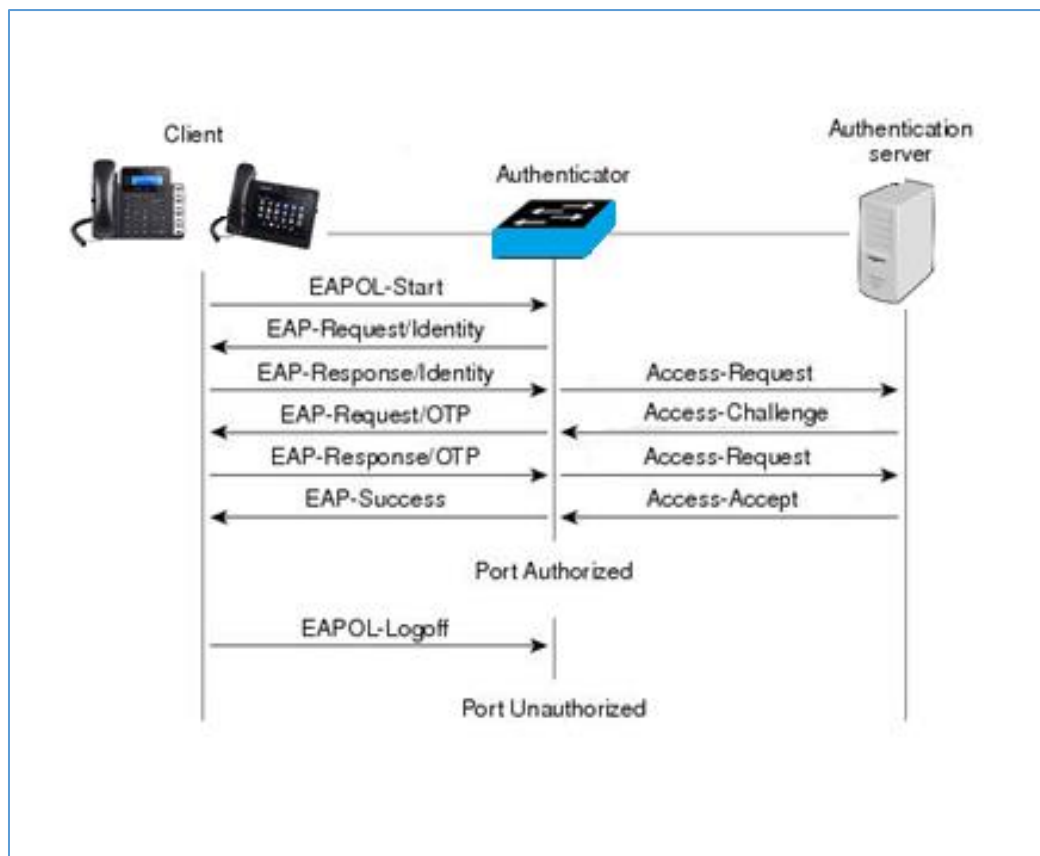 Client
Authenticator
Authentication
server
EAPOL-Start
EAP-Request/Identity
EAP-Response/Identity
Access-Request
EAP-Request/OTP
Access-Challenge
EAP-Response/OTP
Access-Request
EAP-Success
Access-Accept
Port Authorized
EAPOL-Logoff
Port Unauthorized